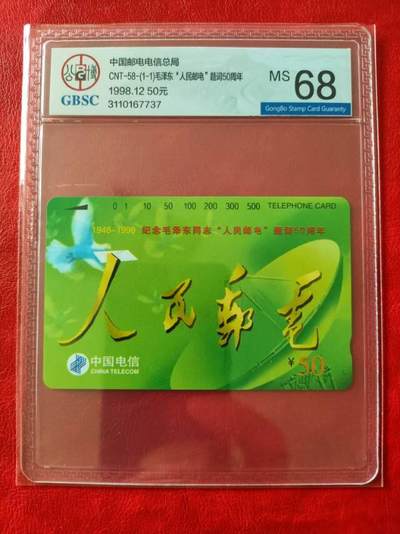 中国邮电电信总局
CNT-58-(1-1)毛泽东“人民邮电”题词50周年
1998.12 50元
3110167737
公博
GBSC
MS 68
GongBo Stamp Card Guaranty
0 1 10 50 100 200 300 500 TELEPHONE CARD
1948-1998 纪念毛泽东同志“人民邮电”题词50周年
人民邮电
中国电信
CHINA TELECOM
¥50